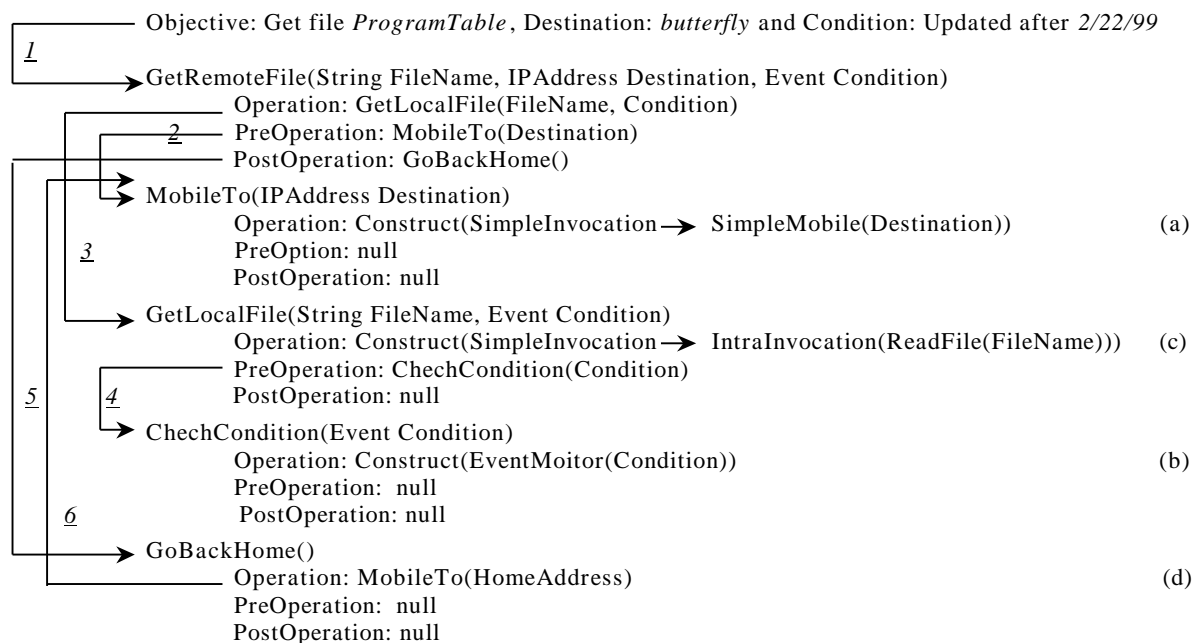 Objective: Get file ProgramTable, Destination: butterfly and Condition: Updated after 2/22/99
1
GetRemoteFile(String FileName, IPAddress Destination, Event Condition)
Operation: GetLocalFile(FileName, Condition)
2 PreOperation: MobileTo(Destination)
PostOperation: GoBackHome()
MobileTo(IPAddress Destination)
Operation: Construct(SimpleInvocation SimpleMobile(Destination)) (a)
3 PreOption: null
PostOperation: null
GetLocalFile(String FileName, Event Condition)
Operation: Construct(SimpleInvocation IntraInvocation(ReadFile(FileName))) (c)
PreOperation: ChechCondition(Condition)
5 4 PostOperation: null
ChechCondition(Event Condition)
Operation: Construct(EventMoitor(Condition)) (b)
PreOperation: null
6 PostOperation: null
GoBackHome()
Operation: MobileTo(HomeAddress) (d)
PreOperation: null
PostOperation: null